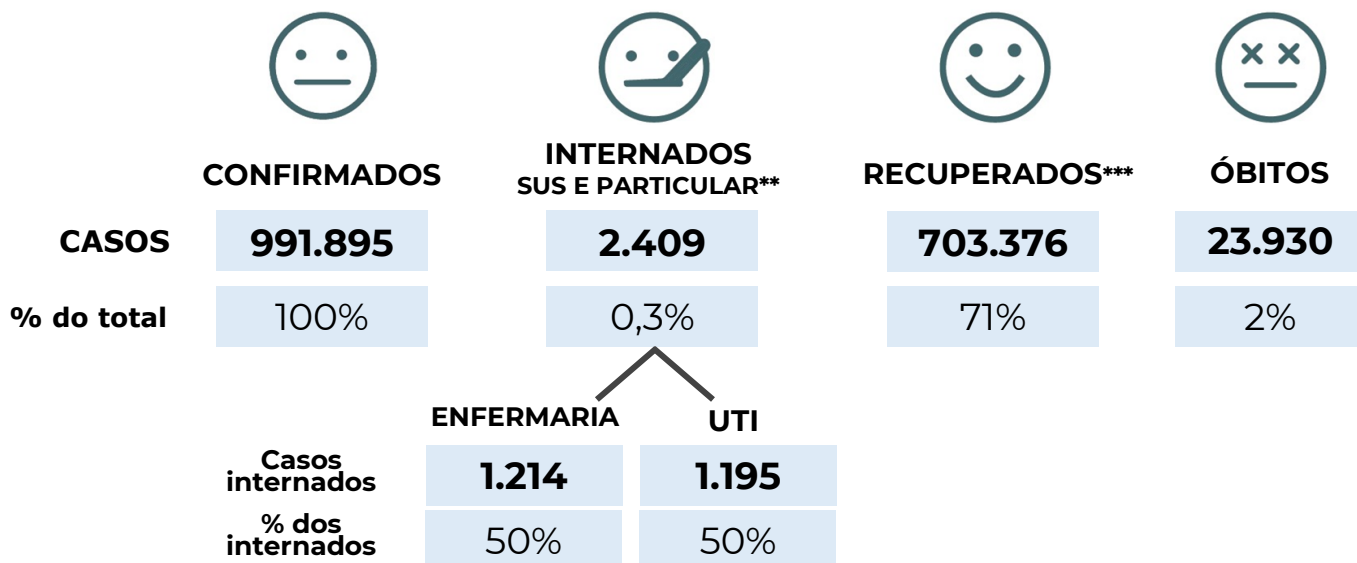 CONFIRMADOS
INTERNADOS
SUS E PARTICULAR**
RECUPERADOS***
ÓBITOS
CASOS
991.895
2.409
703.376
23.930
% do total
100%
0,3%
71%
2%
ENFERMARIA
UTI
Casos
internados
1.214
1.195
% dos
internados
50%
50%